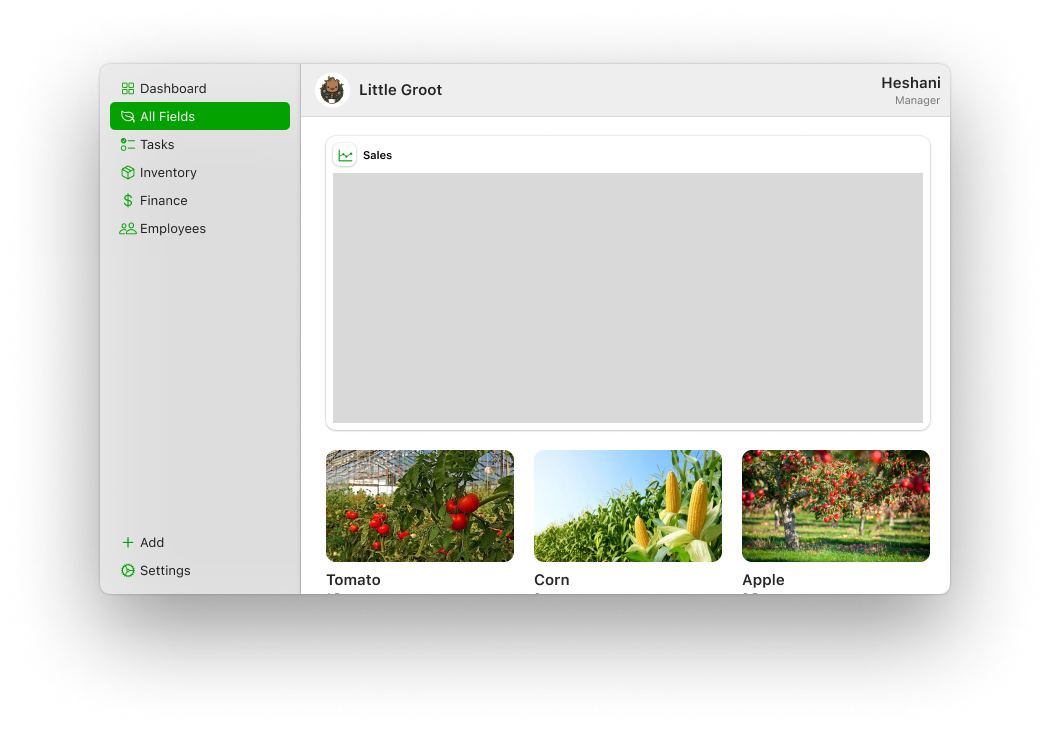 Dashboard
All Fields
Tasks
Inventory
Finance
Employees
Add
Settings
Little Groot
Heshani
Manager
Sales
Tomato
Corn
Apple